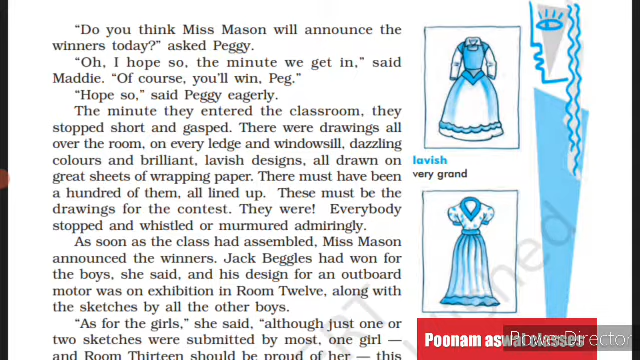 “Do you think Miss Mason will announce the
winners today?” asked Peggy.
“Oh, I hope so, the minute we get in,” said
Maddie. “Of course, you’ll win, Peg.”
“Hope so,” said Peggy eagerly.
The minute they entered the classroom, they
stopped short and gasped. There were drawings all
over the room, on every ledge and windowsill, dazzling
colours and brilliant, lavish designs, all drawn on
great sheets of wrapping paper. There must have been
a hundred of them, all lined up. These must be the
drawings for the contest. They were! Everybody
stopped and whistled or murmured admiringly.
As soon as the class had assembled, Miss Mason
announced the winners. Jack Beggles had won for
the boys, she said, and his design for an outboard
motor was on exhibition in Room Twelve, along with
the sketches by all the other boys.
“As for the girls,” she said, “although just one or
two sketches were submitted by most, one girl —
and Room Thirteen should be proud of her — this
lavish
very grand
Poonam aswal classes
PowerDirector